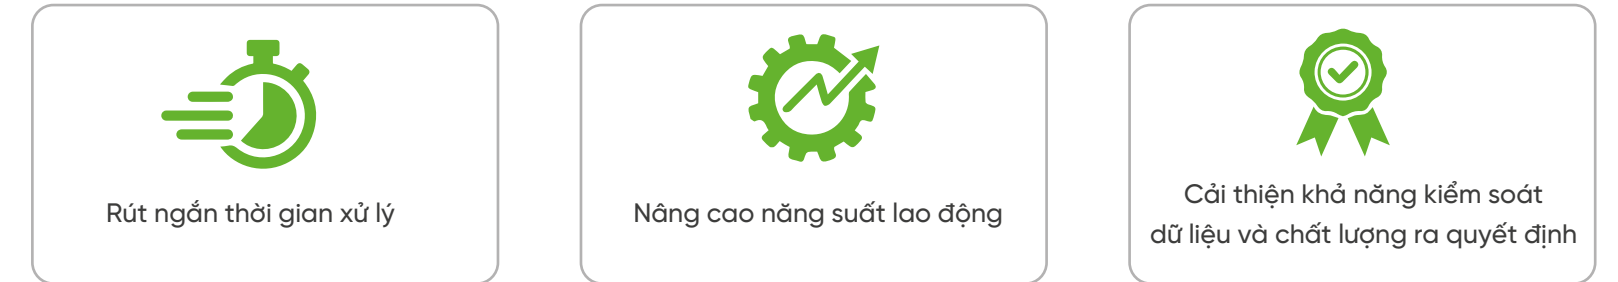 Rút ngắn thời gian xử lý
Nâng cao năng suất lao động
Cải thiện khả năng kiểm soát
dữ liệu và chất lượng ra quyết định